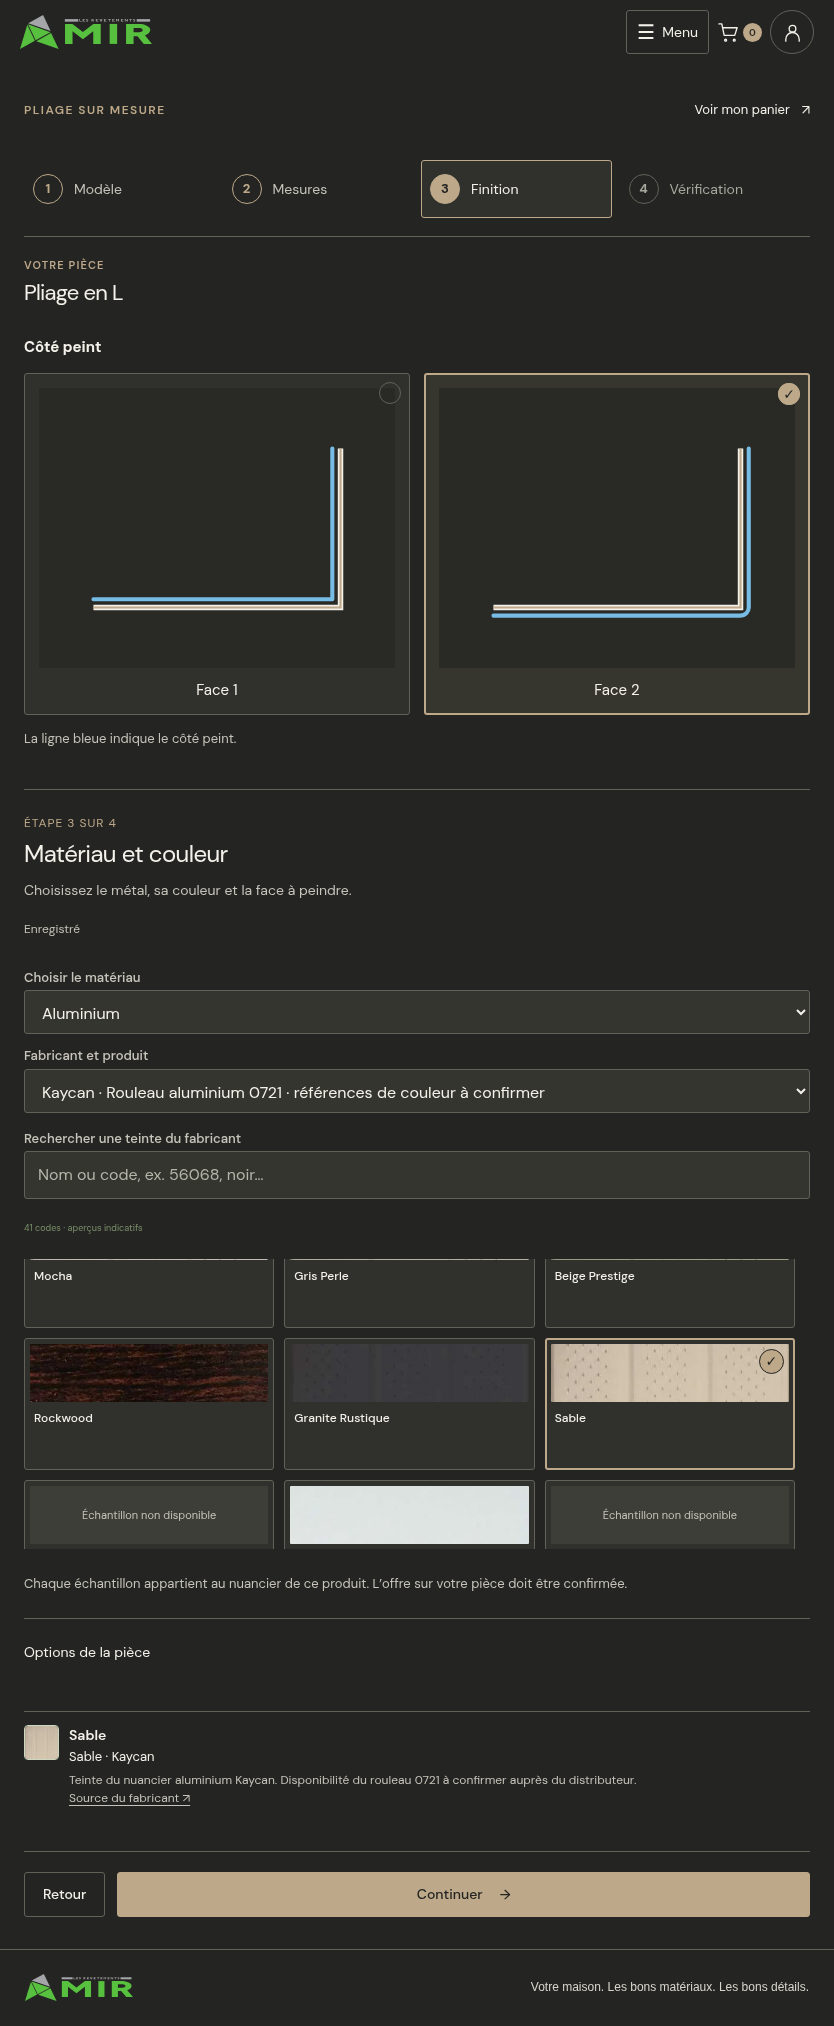 LES REVÊTEMENTS
AMIR
Menu
0
PLIAGE SUR MESURE
Voir mon panier
1 Modèle
2 Mesures
3 Finition
4 Vérification
VOTRE PIÈCE
Pliage en L
Côté peint
Face 1
Face 2
La ligne bleue indique le côté peint.
ÉTAPE 3 SUR 4
Matériau et couleur
Choisissez le métal, sa couleur et la face à peindre.
Enregistré
Choisir le matériau
Aluminium
Fabricant et produit
Kaycan · Rouleau aluminium 0721 · références de couleur à confirmer
Rechercher une teinte du fabricant
Nom ou code, ex. 56068, noir…
41 codes · aperçus indicatifs
Mocha
Gris Perle
Beige Prestige
Rockwood
Granite Rustique
Sable
Échantillon non disponible
Échantillon non disponible
Chaque échantillon appartient au nuancier de ce produit. L’offre sur votre pièce doit être confirmée.
Options de la pièce
Sable
Sable · Kaycan
Teinte du nuancier aluminium Kaycan. Disponibilité du rouleau 0721 à confirmer auprès du distributeur.
Source du fabricant
Retour
Continuer
LES REVÊTEMENTS
AMIR
Votre maison. Les bons matériaux. Les bons détails.